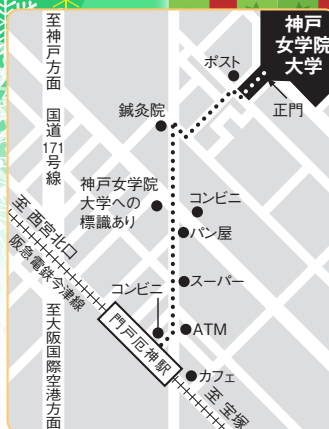 神戸
女学院
大学
正門
ポスト
至神戸方面
国道171号線
鍼灸院
神戸女学院
大学への
標識あり
コンビニ
パン屋
至 西宮北口
阪急電鉄今津線
スーパー
コンビニ
ATM
門戸厄神駅
カフェ
至 宝塚
至大阪国際空港方面